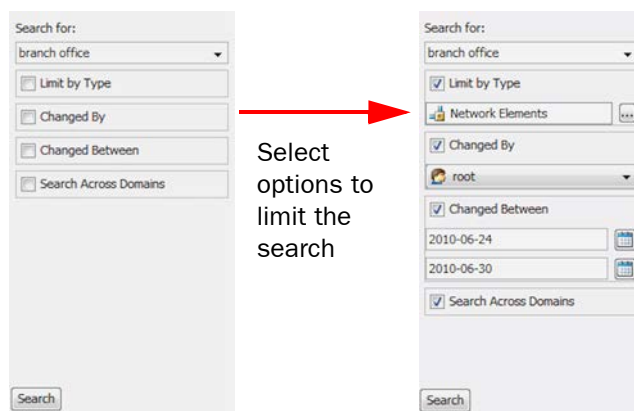 Search for:
branch office
Limit by Type
Changed By
Changed Between
Search Across Domains
Search
Select
options to
limit the
search
Search for:
branch office
Limit by Type
Network Elements
...
Changed By
root
Changed Between
2010-06-24
2010-06-30
Search Across Domains
Search